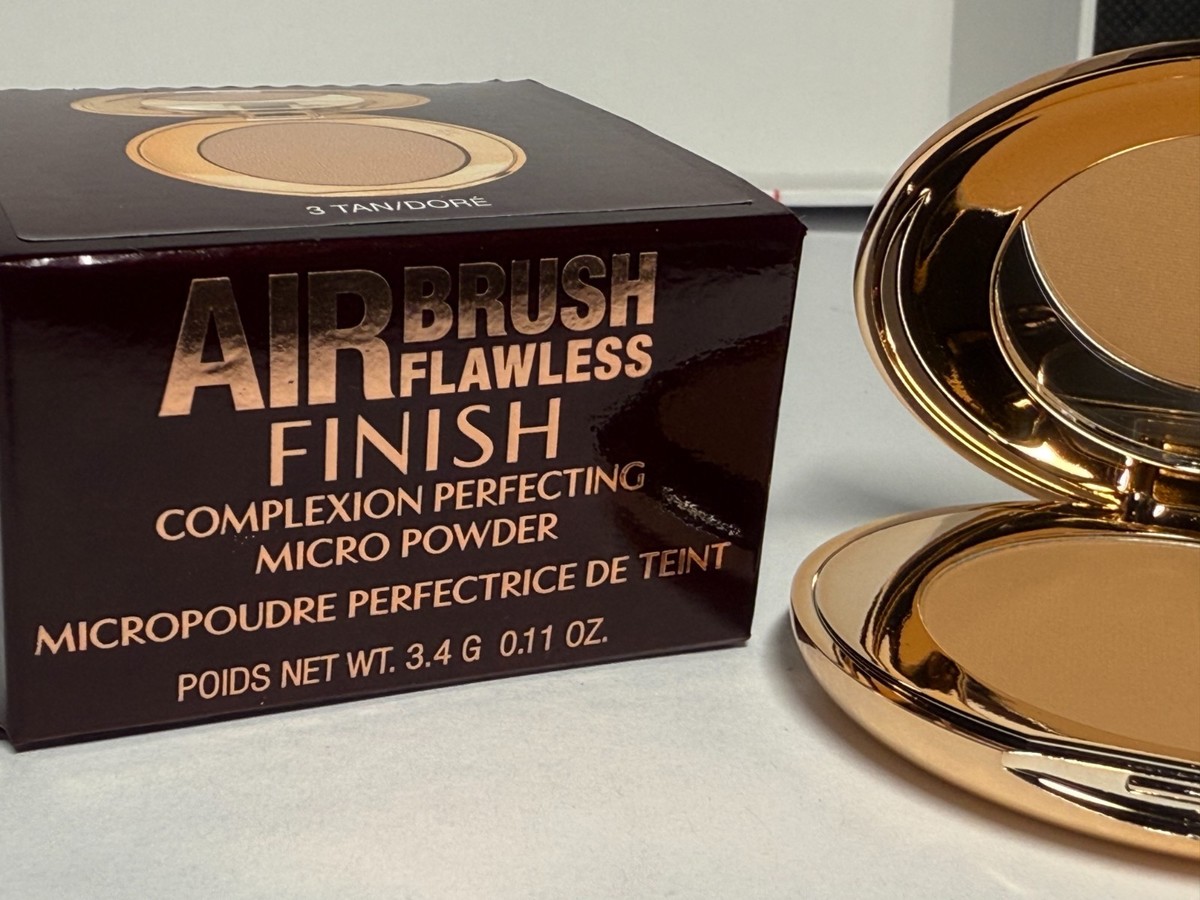 3 TAN/DORÉ
AIRBRUSH
FLAWLESS
FINISH
COMPLEXION PERFECTING
MICRO POWDER
MICROPOUDRE PERFECTRICE DE TEINT
POIDS NET WT. 3.4 G 0.11 OZ.